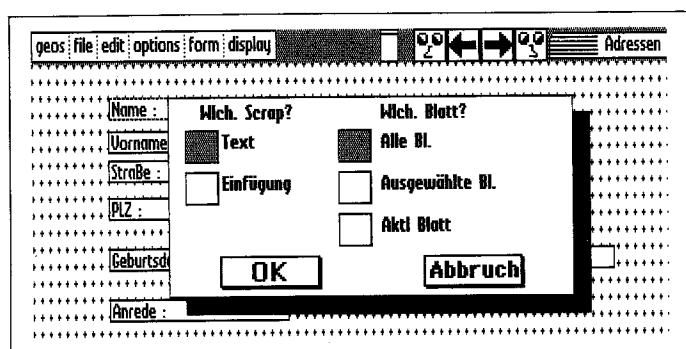 geos file edit options form display Adressen
Name :
Wlch. Scrap? Wlch. Blatt?
Vorname
Text Alle Bl.
Straße :
Einfügung Ausgewählte Bl.
PLZ :
Aktl Blatt
Geburtsd
OK Abbruch
Anrede :